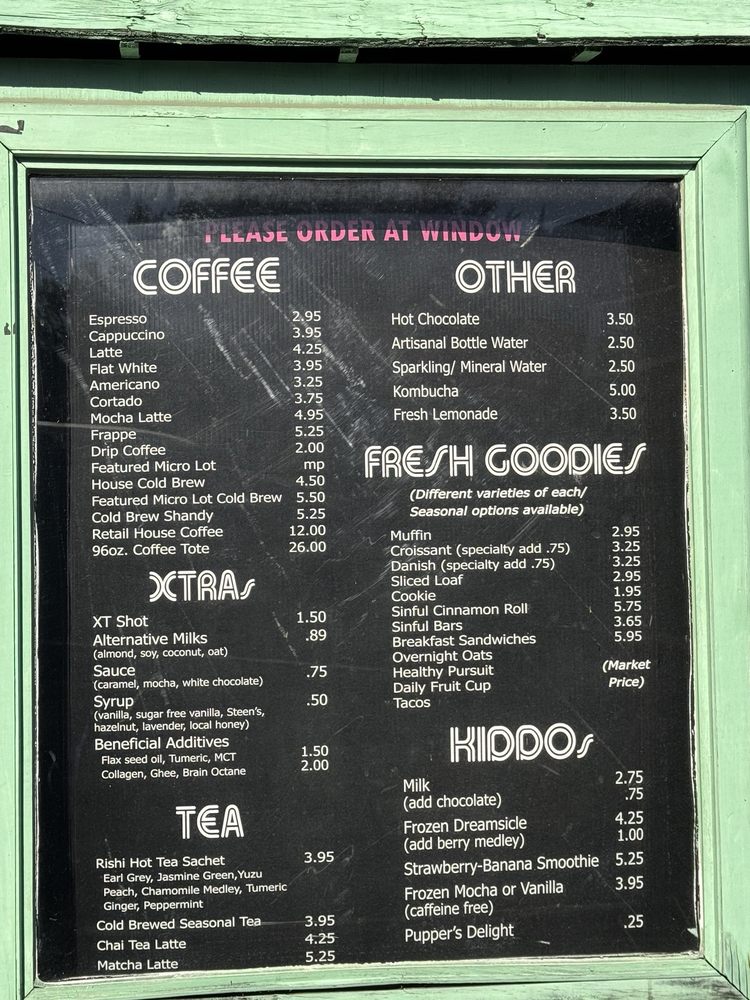 PLEASE ORDER AT WINDOW
COFFEE
Espresso 2.95
Cappuccino 3.95
Latte 4.25
Flat White 3.95
Americano 3.25
Cortado 3.75
Mocha Latte 4.95
Frappe 5.25
Drip Coffee 2.00
Featured Micro Lot mp
House Cold Brew 4.50
Featured Micro Lot Cold Brew 5.50
Cold Brew Shandy 5.25
Retail House Coffee 12.00
96oz. Coffee Tote 26.00
XTRAs
XT Shot 1.50
Alternative Milks .89
(almond, soy, coconut, oat)
Sauce .75
(caramel, mocha, white chocolate)
Syrup .50
(vanilla, sugar free vanilla, Steen's,
hazelnut, lavender, local honey)
Beneficial Additives
Flax seed oil, Tumeric, MCT 1.50
Collagen, Ghee, Brain Octane 2.00
TEA
Rishi Hot Tea Sachet 3.95
Earl Grey, Jasmine Green,Yuzu
Peach, Chamomile Medley, Tumeric
Ginger, Peppermint
Cold Brewed Seasonal Tea 3.95
Chai Tea Latte 4.25
Matcha Latte 5.25
OTHER
Hot Chocolate 3.50
Artisanal Bottle Water 2.50
Sparkling/ Mineral Water 2.50
Kombucha 5.00
Fresh Lemonade 3.50
FRESH GOODIES
(Different varieties of each/
Seasonal options available)
Muffin 2.95
Croissant (specialty add .75) 3.25
Danish (specialty add .75) 3.25
Sliced Loaf 2.95
Cookie 1.95
Sinful Cinnamon Roll 5.75
Sinful Bars 3.65
Breakfast Sandwiches 5.95
Overnight Oats
Healthy Pursuit (Market
Daily Fruit Cup Price)
Tacos
KIDDOs
Milk 2.75
(add chocolate) .75
Frozen Dreamsicle 4.25
(add berry medley) 1.00
Strawberry-Banana Smoothie 5.25
Frozen Mocha or Vanilla 3.95
(caffeine free)
Pupper's Delight .25